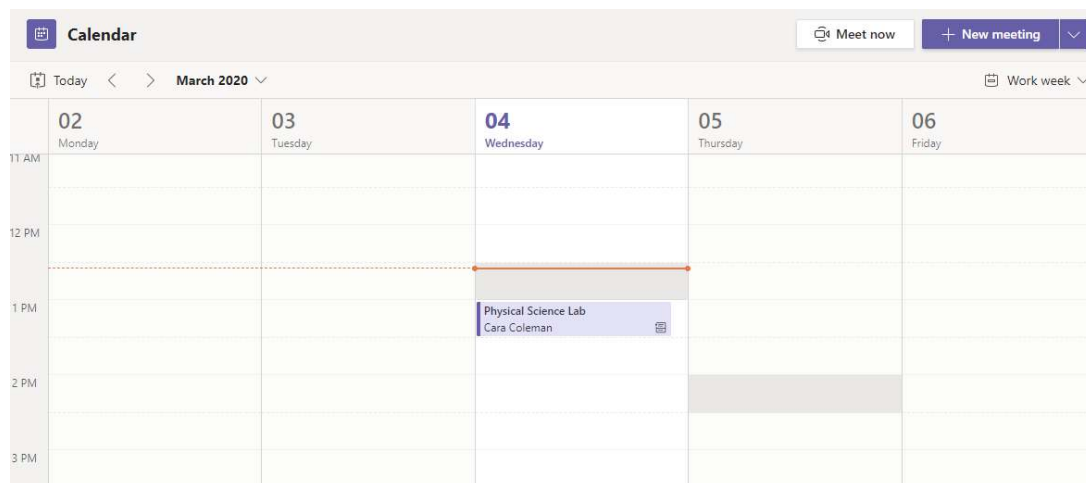 Calendar
Meet now
New meeting
Today
March 2020
Work week
02
Monday
03
Tuesday
04
Wednesday
05
Thursday
06
Friday
11 AM
12 PM
1 PM
Physical Science Lab
Cara Coleman
2 PM
3 PM